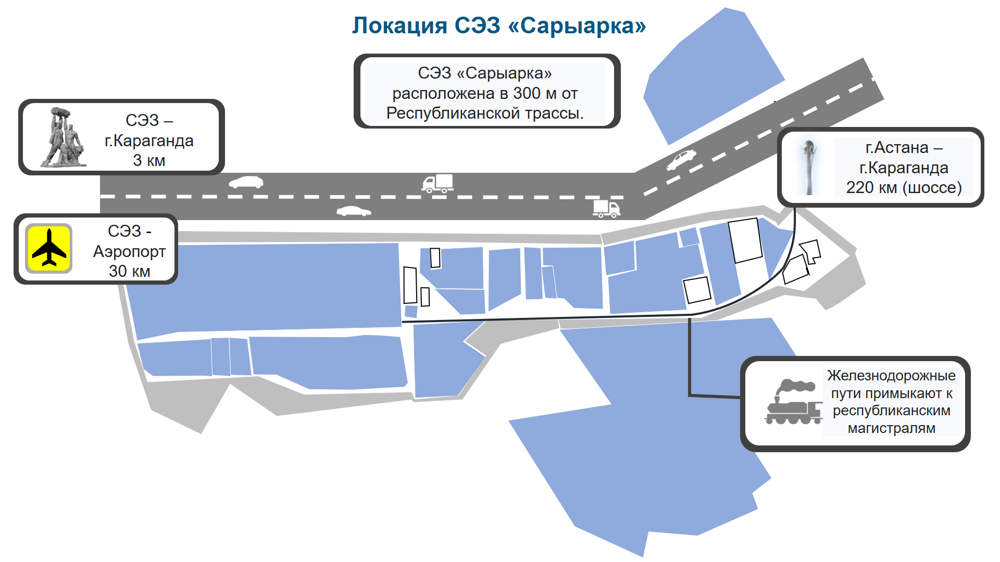 Локация СЭЗ «Сарыарка»
СЭЗ «Сарыарка»
расположена в 300 м от
Республиканской трассы.
СЭЗ –
г.Караганда
3 км
г.Астана –
г.Караганда
220 км (шоссе)
СЭЗ -
Аэропорт
30 км
Железнодорожные
пути примыкают к
республиканским
магистралям